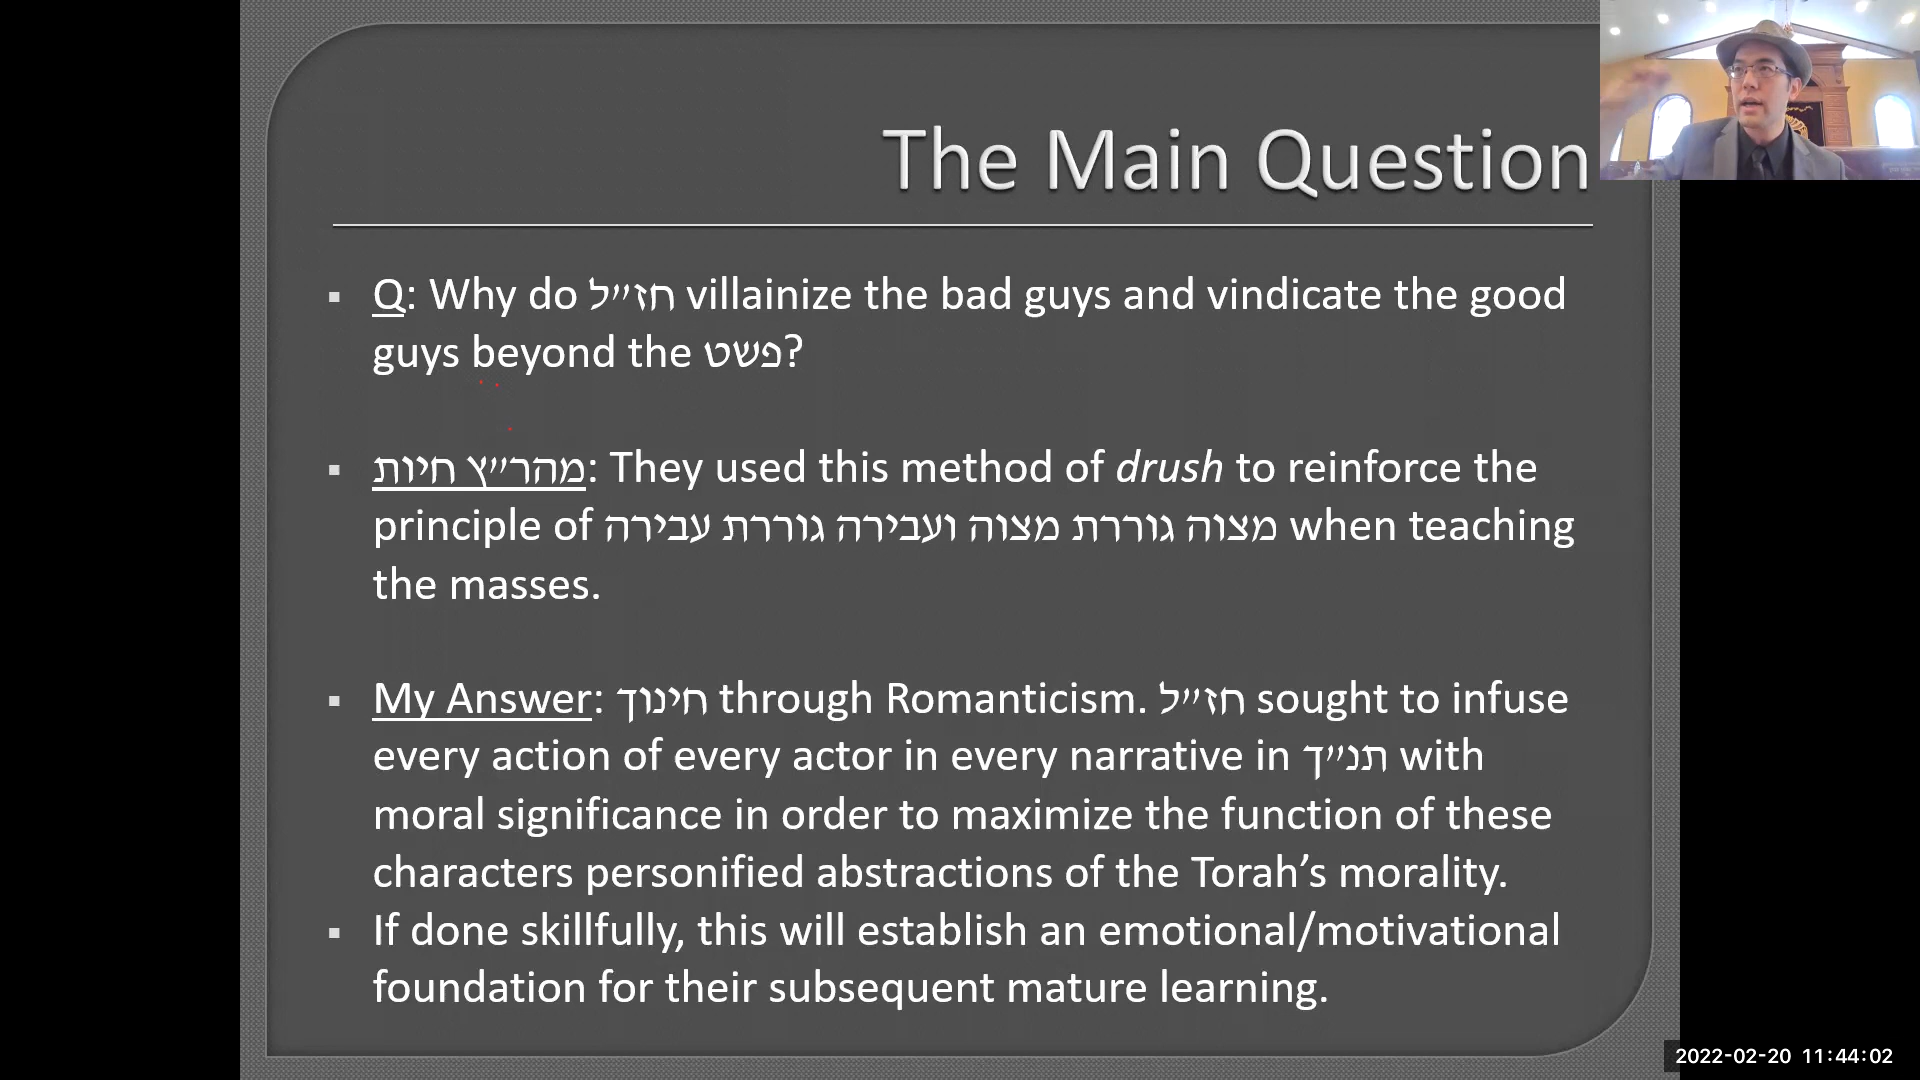 The Main Question
Q: Why do חז״ל villainize the bad guys and vindicate the good
guys beyond the פשט?
מהר״ץ חיות: They used this method of drush to reinforce the
principle of מצוה גוררת מצוה ועבירה גוררת עבירה when teaching
the masses.
My Answer: חינוך through Romanticism. חז״ל sought to infuse
every action of every actor in every narrative in תנ״ך with
moral significance in order to maximize the function of these
characters personified abstractions of the Torah’s morality.
If done skillfully, this will establish an emotional/motivational
foundation for their subsequent mature learning.
2022-02-20 11:44:02